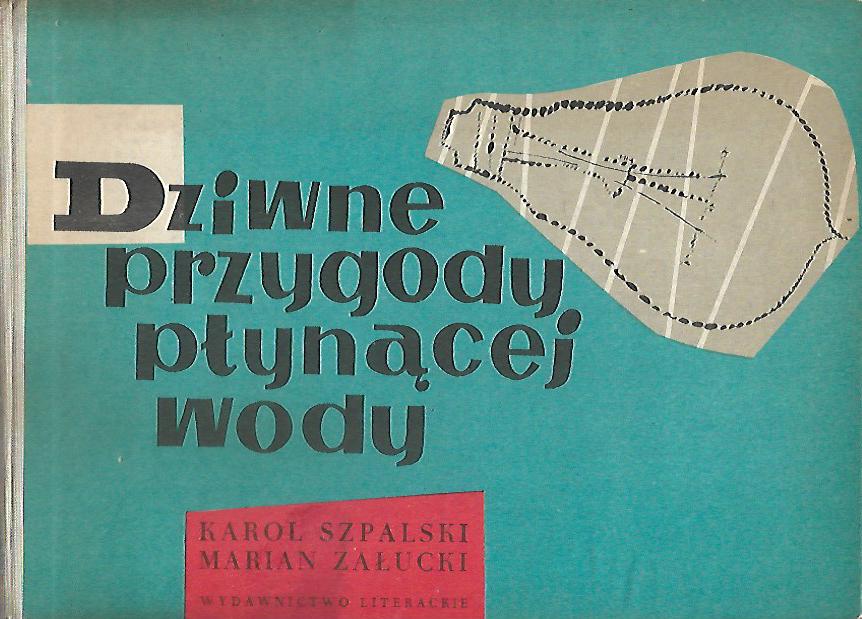 Dziwne
przygody
płynącej
wody
KAROL SZPALSKI
MARIAN ZAŁUCKI
WYDAWNICTWO LITERACKIE